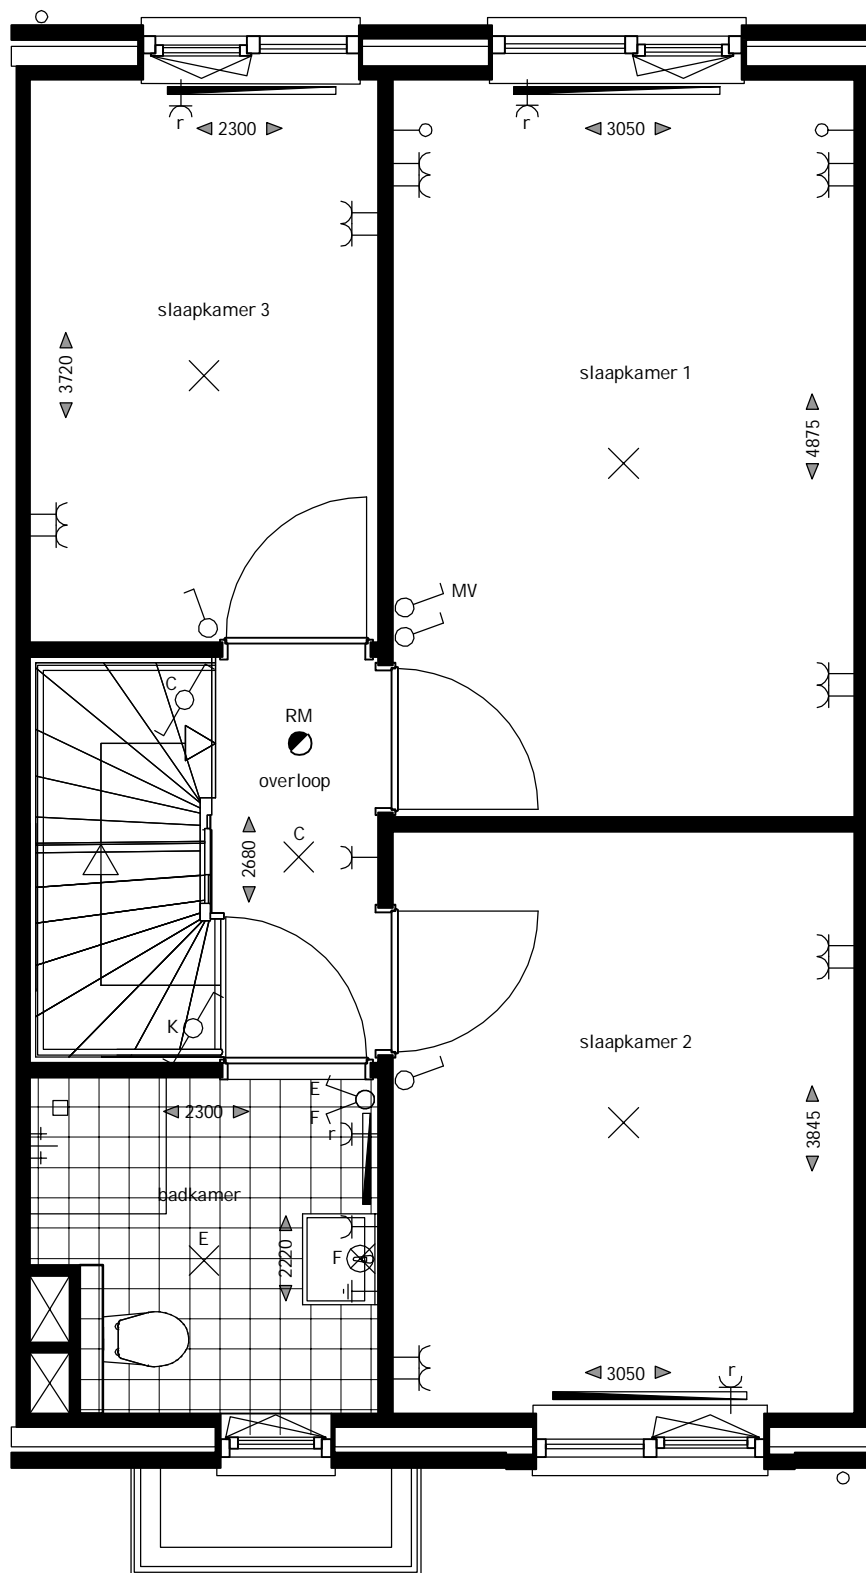 r
2300
r
3050
slaapkamer 3
3720
slaapkamer 1
4875
MV
C
RM
overloop
C
2680
K
slaapkamer 2
E
F
2300
r
badkamer
E
2220
F
3845
3050
r